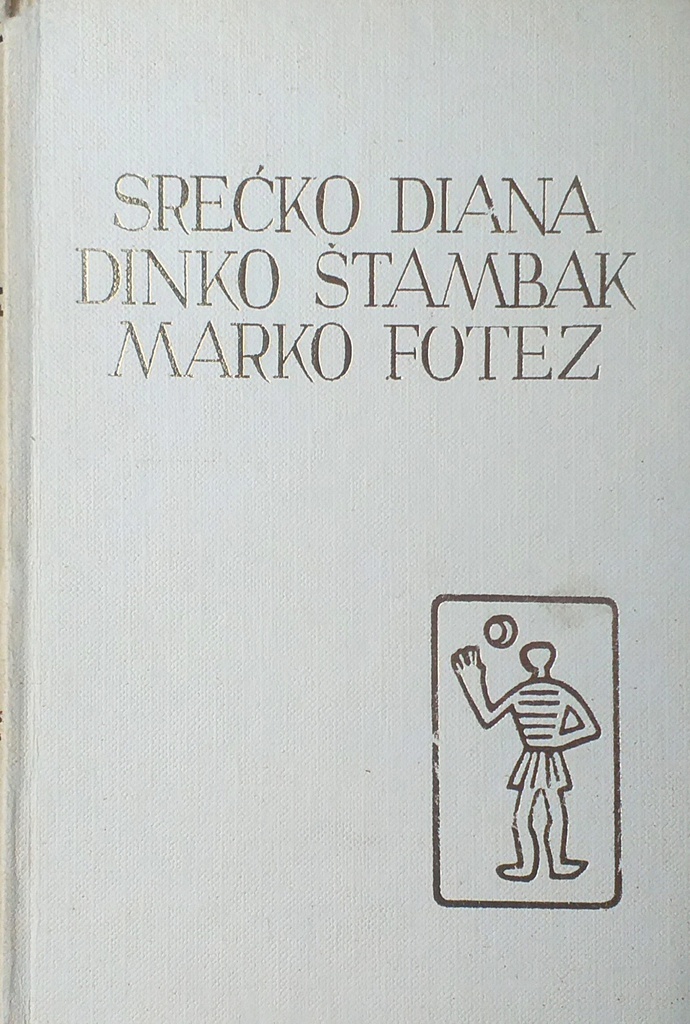 SREĆKO DIANA
DINKO ŠTAMBAK
MARKO FOTEZ